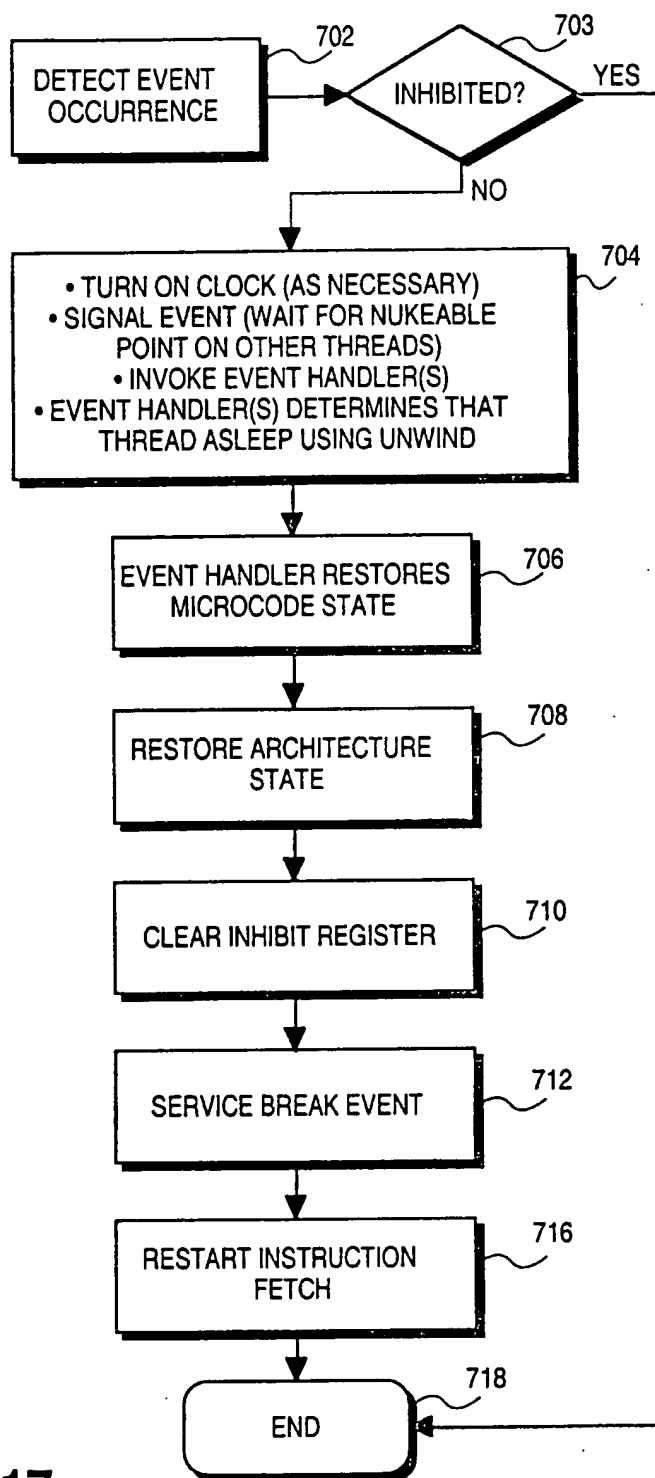 702
703
DETECT EVENT
OCCURRENCE
INHIBITED?
YES
NO
704
• TURN ON CLOCK (AS NECESSARY)
• SIGNAL EVENT (WAIT FOR NUKEABLE
POINT ON OTHER THREADS)
• INVOKE EVENT HANDLER(S)
• EVENT HANDLER(S) DETERMINES THAT
THREAD ASLEEP USING UNWIND
706
EVENT HANDLER RESTORES
MICROCODE STATE
708
RESTORE ARCHITECTURE
STATE
710
CLEAR INHIBIT REGISTER
712
SERVICE BREAK EVENT
716
RESTART INSTRUCTION
FETCH
718
END